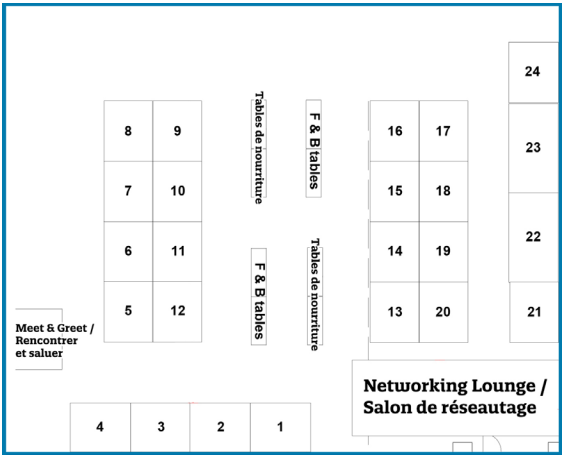 24
8 9
Tables de nourriture
F & B tables
16 17
23
7 10
15 18
6 11
F & B tables
Tables de nourriture
14 19
22
5 12
13 20
21
Meet & Greet /
Rencontrer
et saluer
Networking Lounge /
Salon de réseautage
4 3 2 1